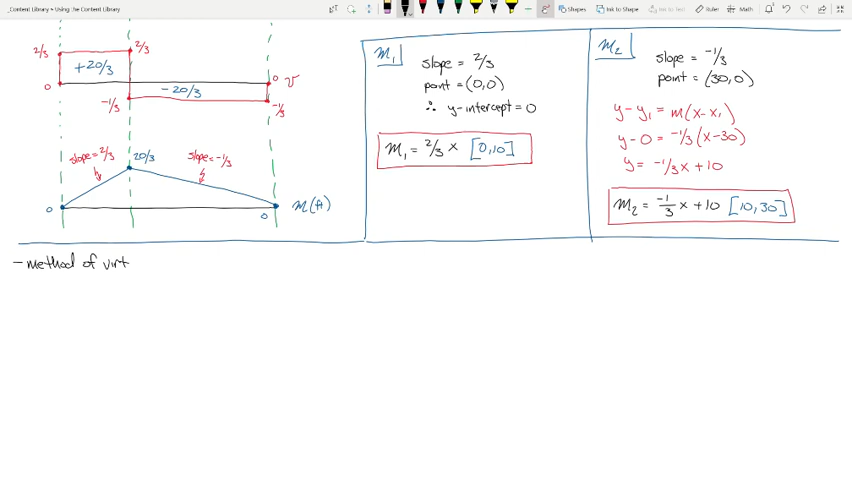 _Content Library » Using the Content Library
Shapes
Ink to Shape
Ink to Text
Ruler
Math
2/3
2/3
+20/3
0
0
V
-20/3
-1/3
-1/3
slope = 2/3
20/3
slope = -1/3
0
0
M(ft)
M₁
slope = 2/3
point = (0,0)
∴ y-intercept = 0
M₁ = 2/3 x [0,10]
M₂
slope = -1/3
point = (30,0)
y-y₁ = m(x-x₁)
y-0 = -1/3(x-30)
y = -1/3x+10
M₂ = -1/3 x +10 [10,30]
- method of virt